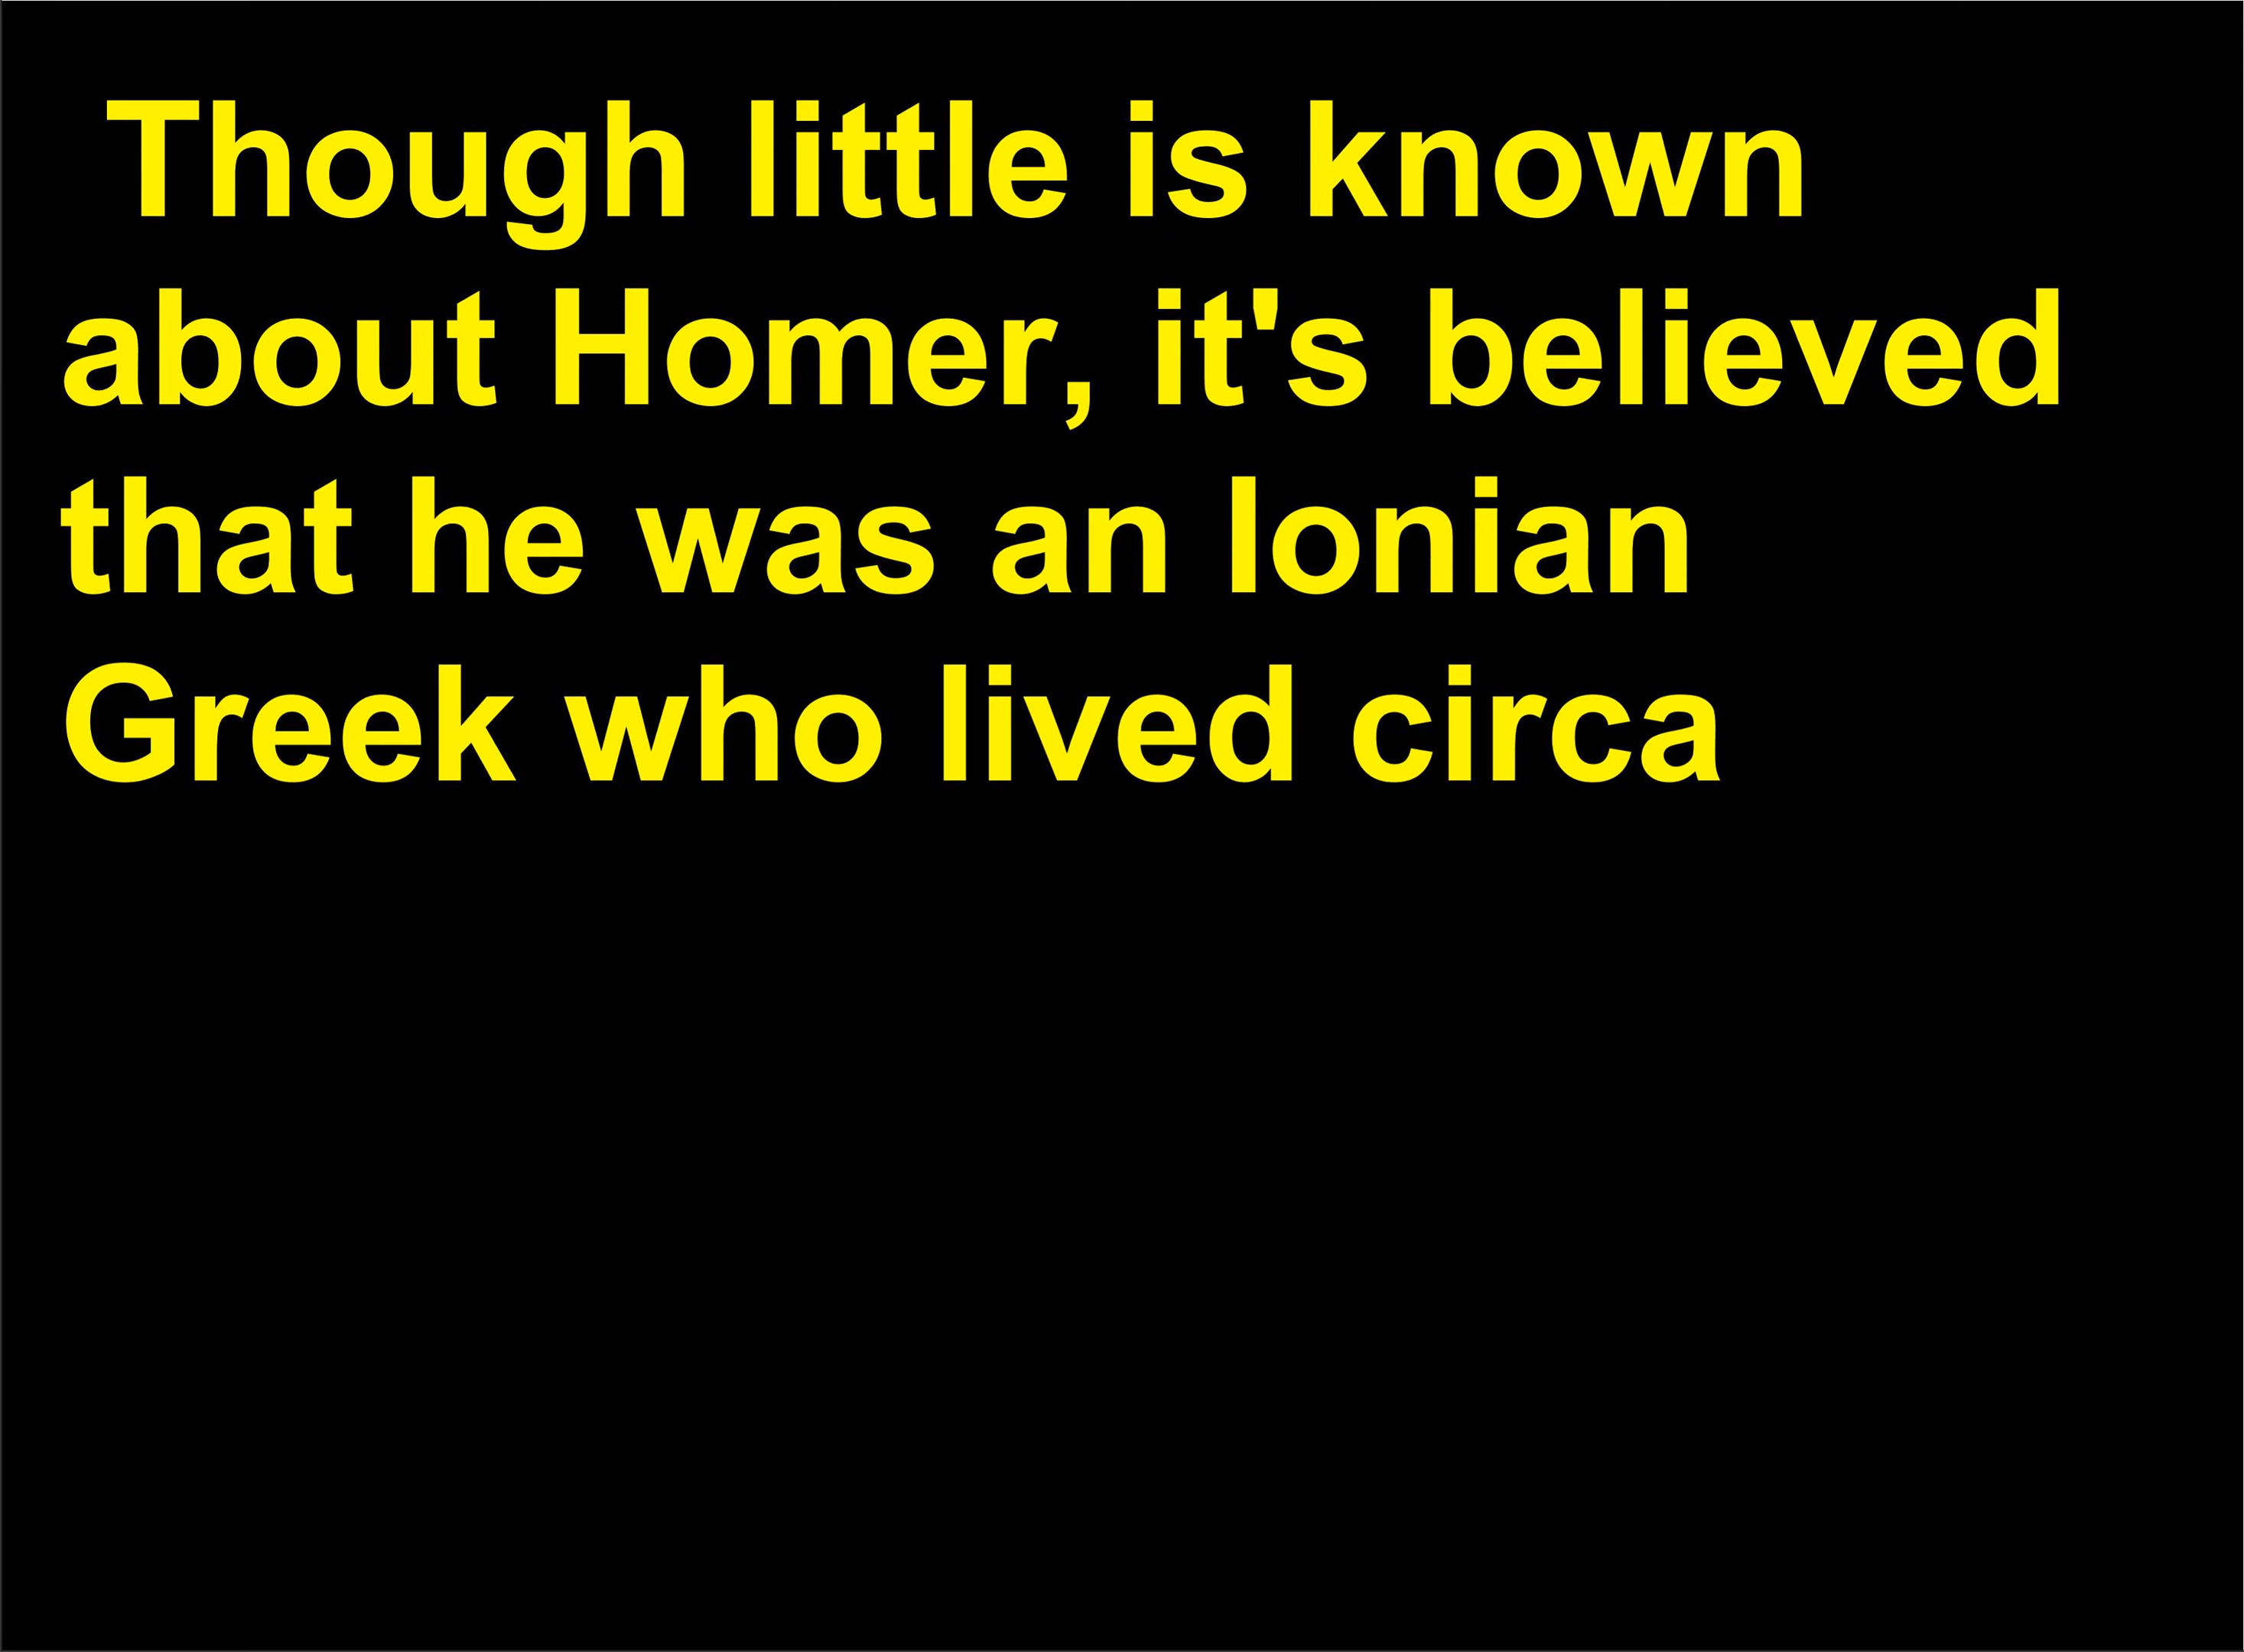 Though little is known
about Homer, it's believed
that he was an Ionian
Greek who lived circa